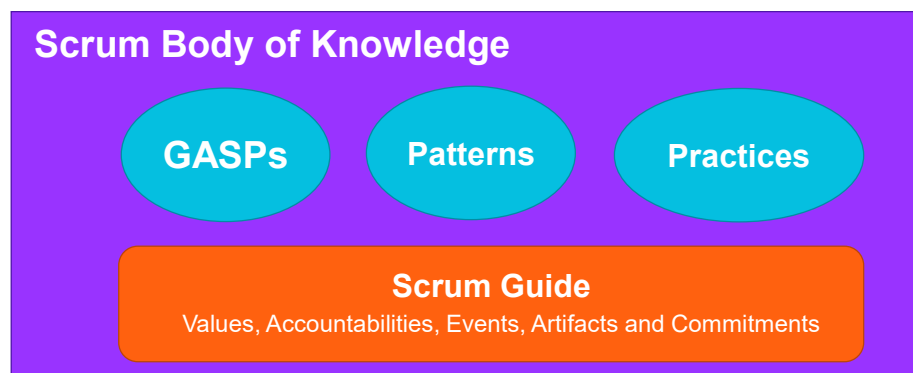 Scrum Body of Knowledge
GASPs
Patterns
Practices
Scrum Guide
Values, Accountabilities, Events, Artifacts and Commitments